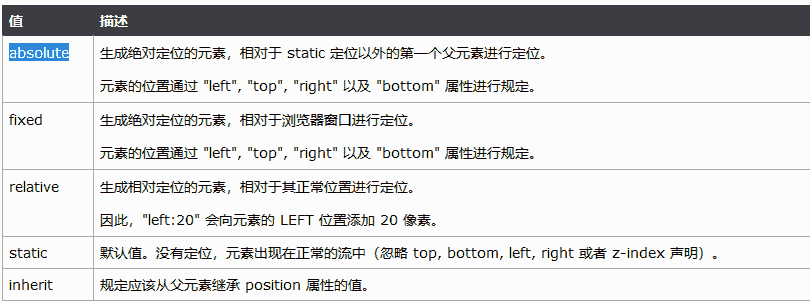 值 描述
absolute 生成绝对定位的元素，相对于 static 定位以外的第一个父元素进行定位。
元素的位置通过 "left", "top", "right" 以及 "bottom" 属性进行规定。
fixed 生成绝对定位的元素，相对于浏览器窗口进行定位。
元素的位置通过 "left", "top", "right" 以及 "bottom" 属性进行规定。
relative 生成相对定位的元素，相对于其正常位置进行定位。
因此，"left:20" 会向元素的 LEFT 位置添加 20 像素。
static 默认值。没有定位，元素出现在正常的流中（忽略 top, bottom, left, right 或者 z-index 声明）。
inherit 规定应该从父元素继承 position 属性的值。